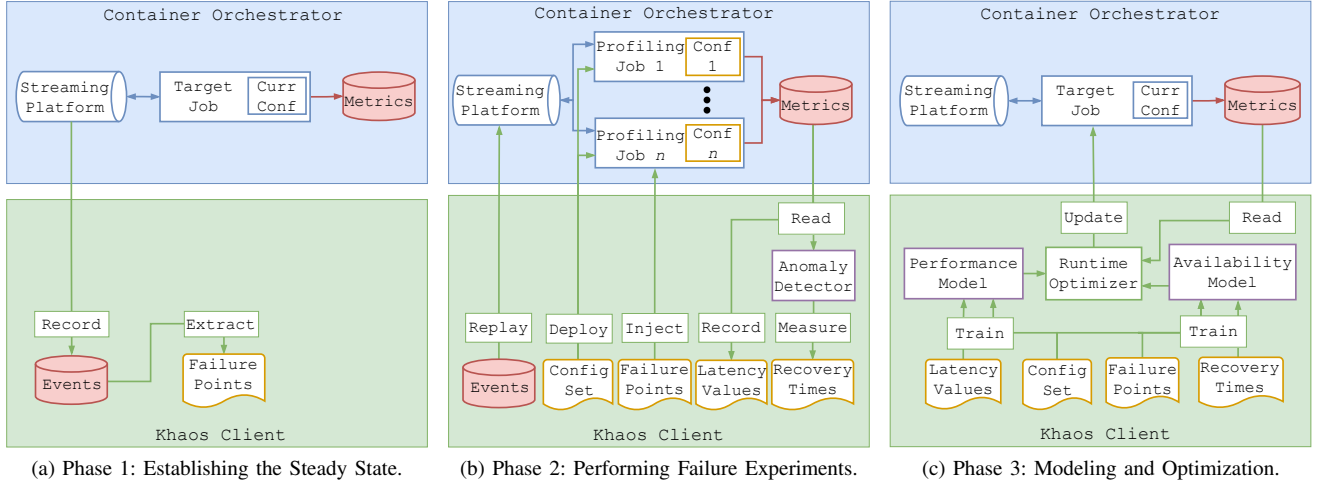 Container Orchestrator
Streaming
Platform
Target
Job
Curr
Conf
Metrics
Record
Extract
Events
Failure
Points
Khaos Client
(a) Phase 1: Establishing the Steady State.
Container Orchestrator
Profiling
Job 1
Conf
1
Streaming
Platform
Metrics
Profiling
Job n
Conf
n
Read
Anomaly
Detector
Replay
Deploy
Inject
Record
Measure
Events
Config
Set
Failure
Points
Latency
Values
Recovery
Times
Khaos Client
(b) Phase 2: Performing Failure Experiments.
Container Orchestrator
Streaming
Platform
Target
Job
Curr
Conf
Metrics
Update
Read
Performance
Model
Runtime
Optimizer
Availability
Model
Train
Train
Latency
Values
Config
Set
Failure
Points
Recovery
Times
Khaos Client
(c) Phase 3: Modeling and Optimization.